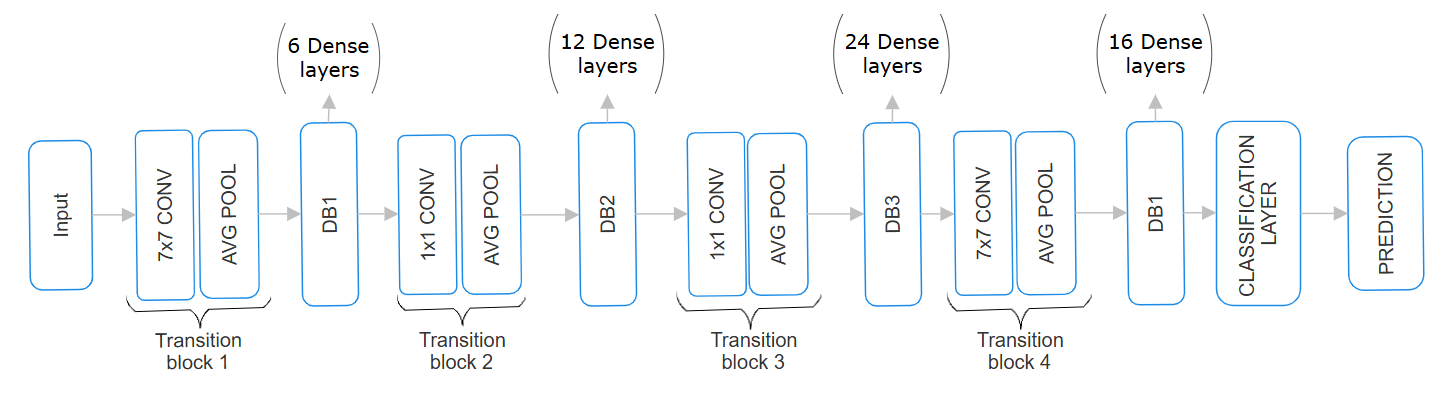 6 Dense
layers
12 Dense
layers
24 Dense
layers
16 Dense
layers
Input
7x7 CONV
AVG POOL
DB1
1x1 CONV
AVG POOL
DB2
1x1 CONV
AVG POOL
DB3
7x7 CONV
AVG POOL
DB1
CLASSIFICATION
LAYER
PREDICTION
Transition
block 1
Transition
block 2
Transition
block 3
Transition
block 4